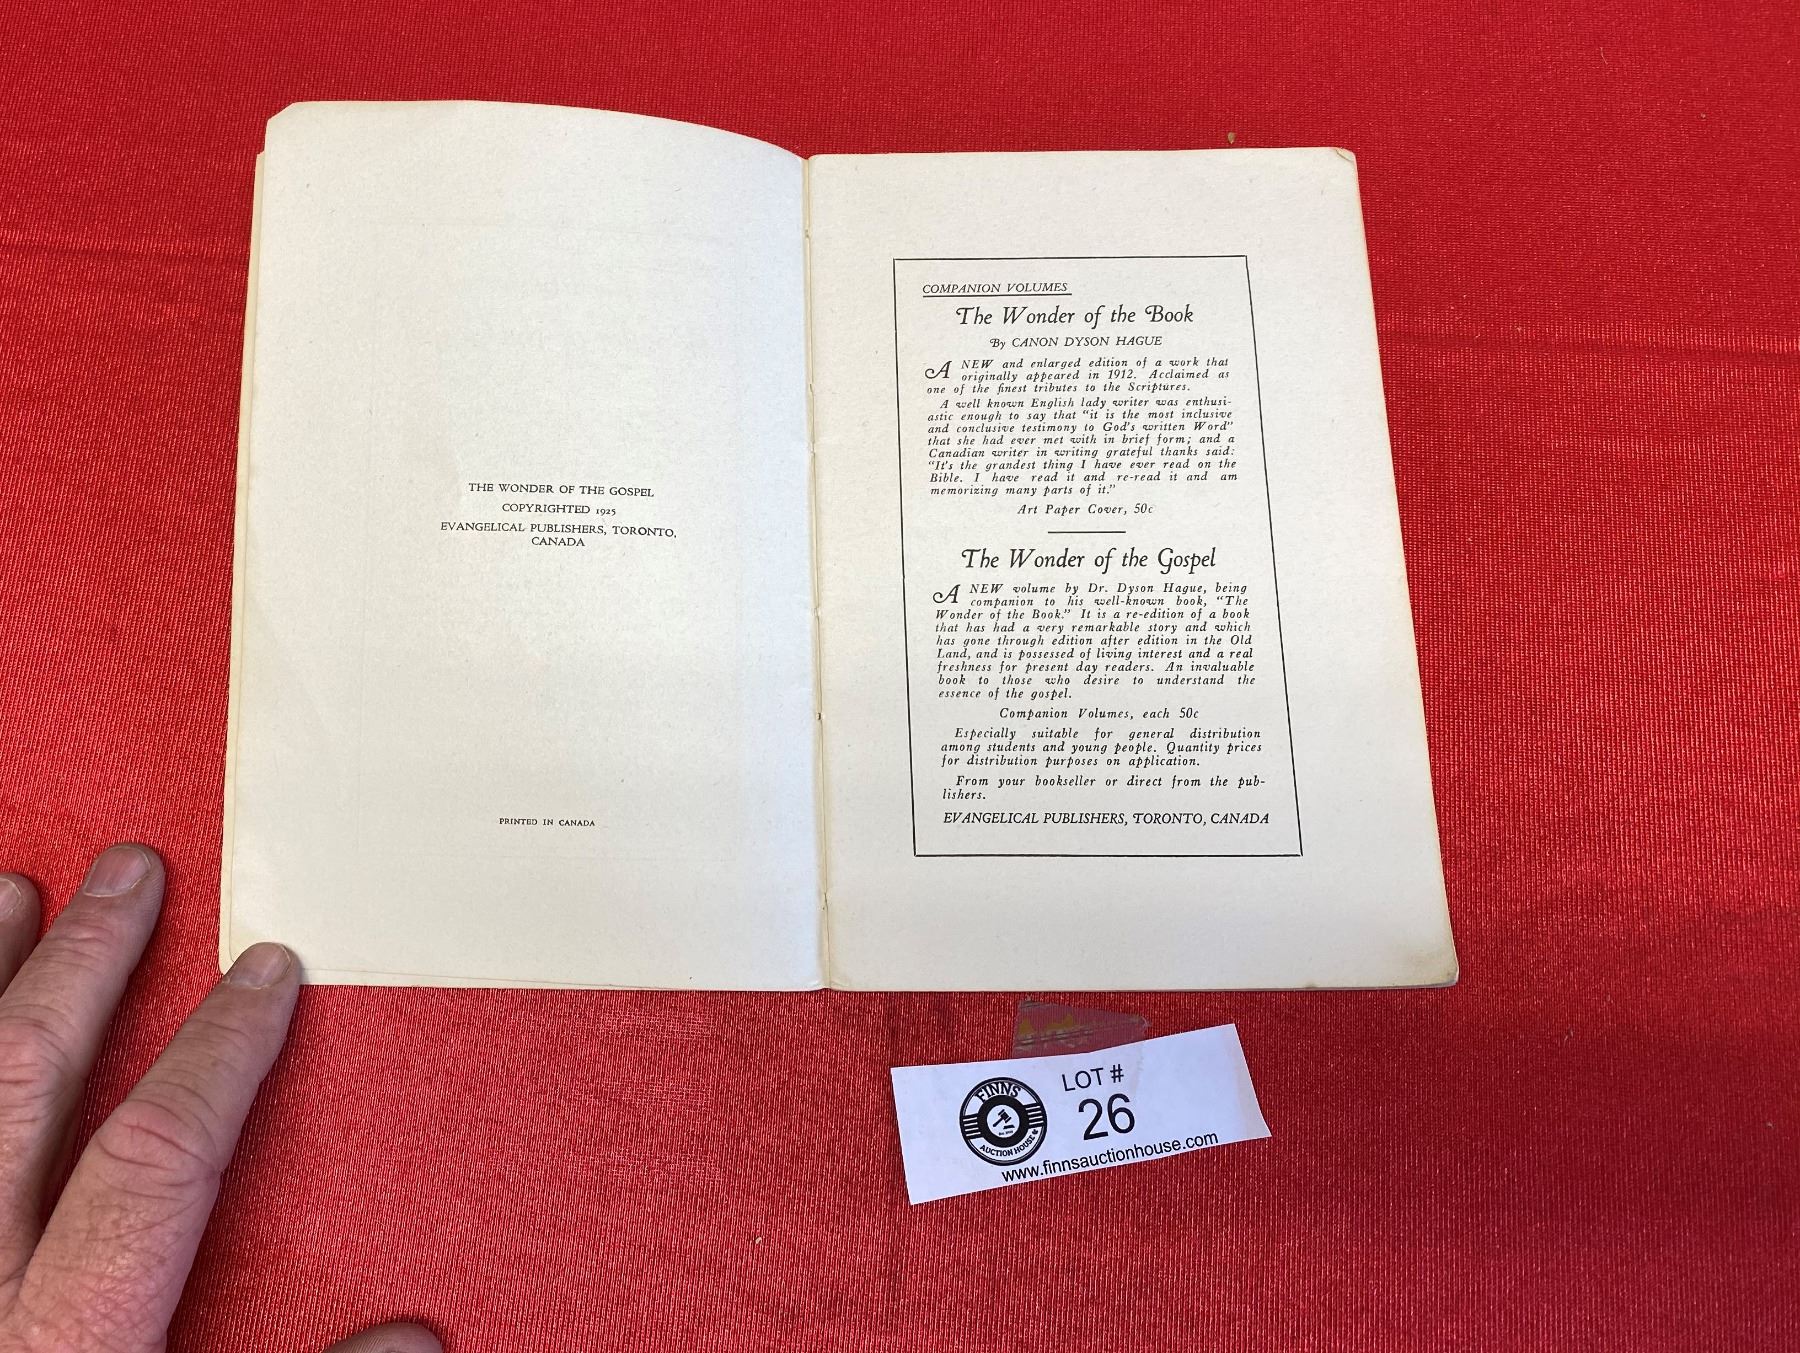 THE WONDER OF THE GOSPEL
COPYRIGHTED 1925
EVANGELICAL PUBLISHERS, TORONTO,
CANADA
PRINTED IN CANADA
COMPANION VOLUMES
The Wonder of the Book
By CANON DYSON HAGUE
A NEW and enlarged edition of a work that
originally appeared in 1912. Acclaimed as
one of the finest tributes to the Scriptures.
A well known English lady writer was enthusi-
astic enough to say that "it is the most inclusive
and conclusive testimony to God's written Word"
that she had ever met with in brief form; and a
Canadian writer in writing grateful thanks said:
"It's the grandest thing I have ever read on the
Bible. I have read it and re-read it and am
memorizing many parts of it."
Art Paper Cover, 50c
The Wonder of the Gospel
A NEW volume by Dr. Dyson Hague, being
companion to his well-known book, "The
Wonder of the Book." It is a re-edition of a book
that has had a very remarkable story and which
has gone through edition after edition in the Old
Land, and is possessed of living interest and a real
freshness for present day readers. An invaluable
book to those who desire to understand the
essence of the gospel.
Companion Volumes, each 50c
Especially suitable for general distribution
among students and young people. Quantity prices
for distribution purposes on application.
From your bookseller or direct from the pub-
lishers.
EVANGELICAL PUBLISHERS, TORONTO, CANADA
FINNS
AUCTION HOUSE
LOT #
26
www.finnsauctionhouse.com